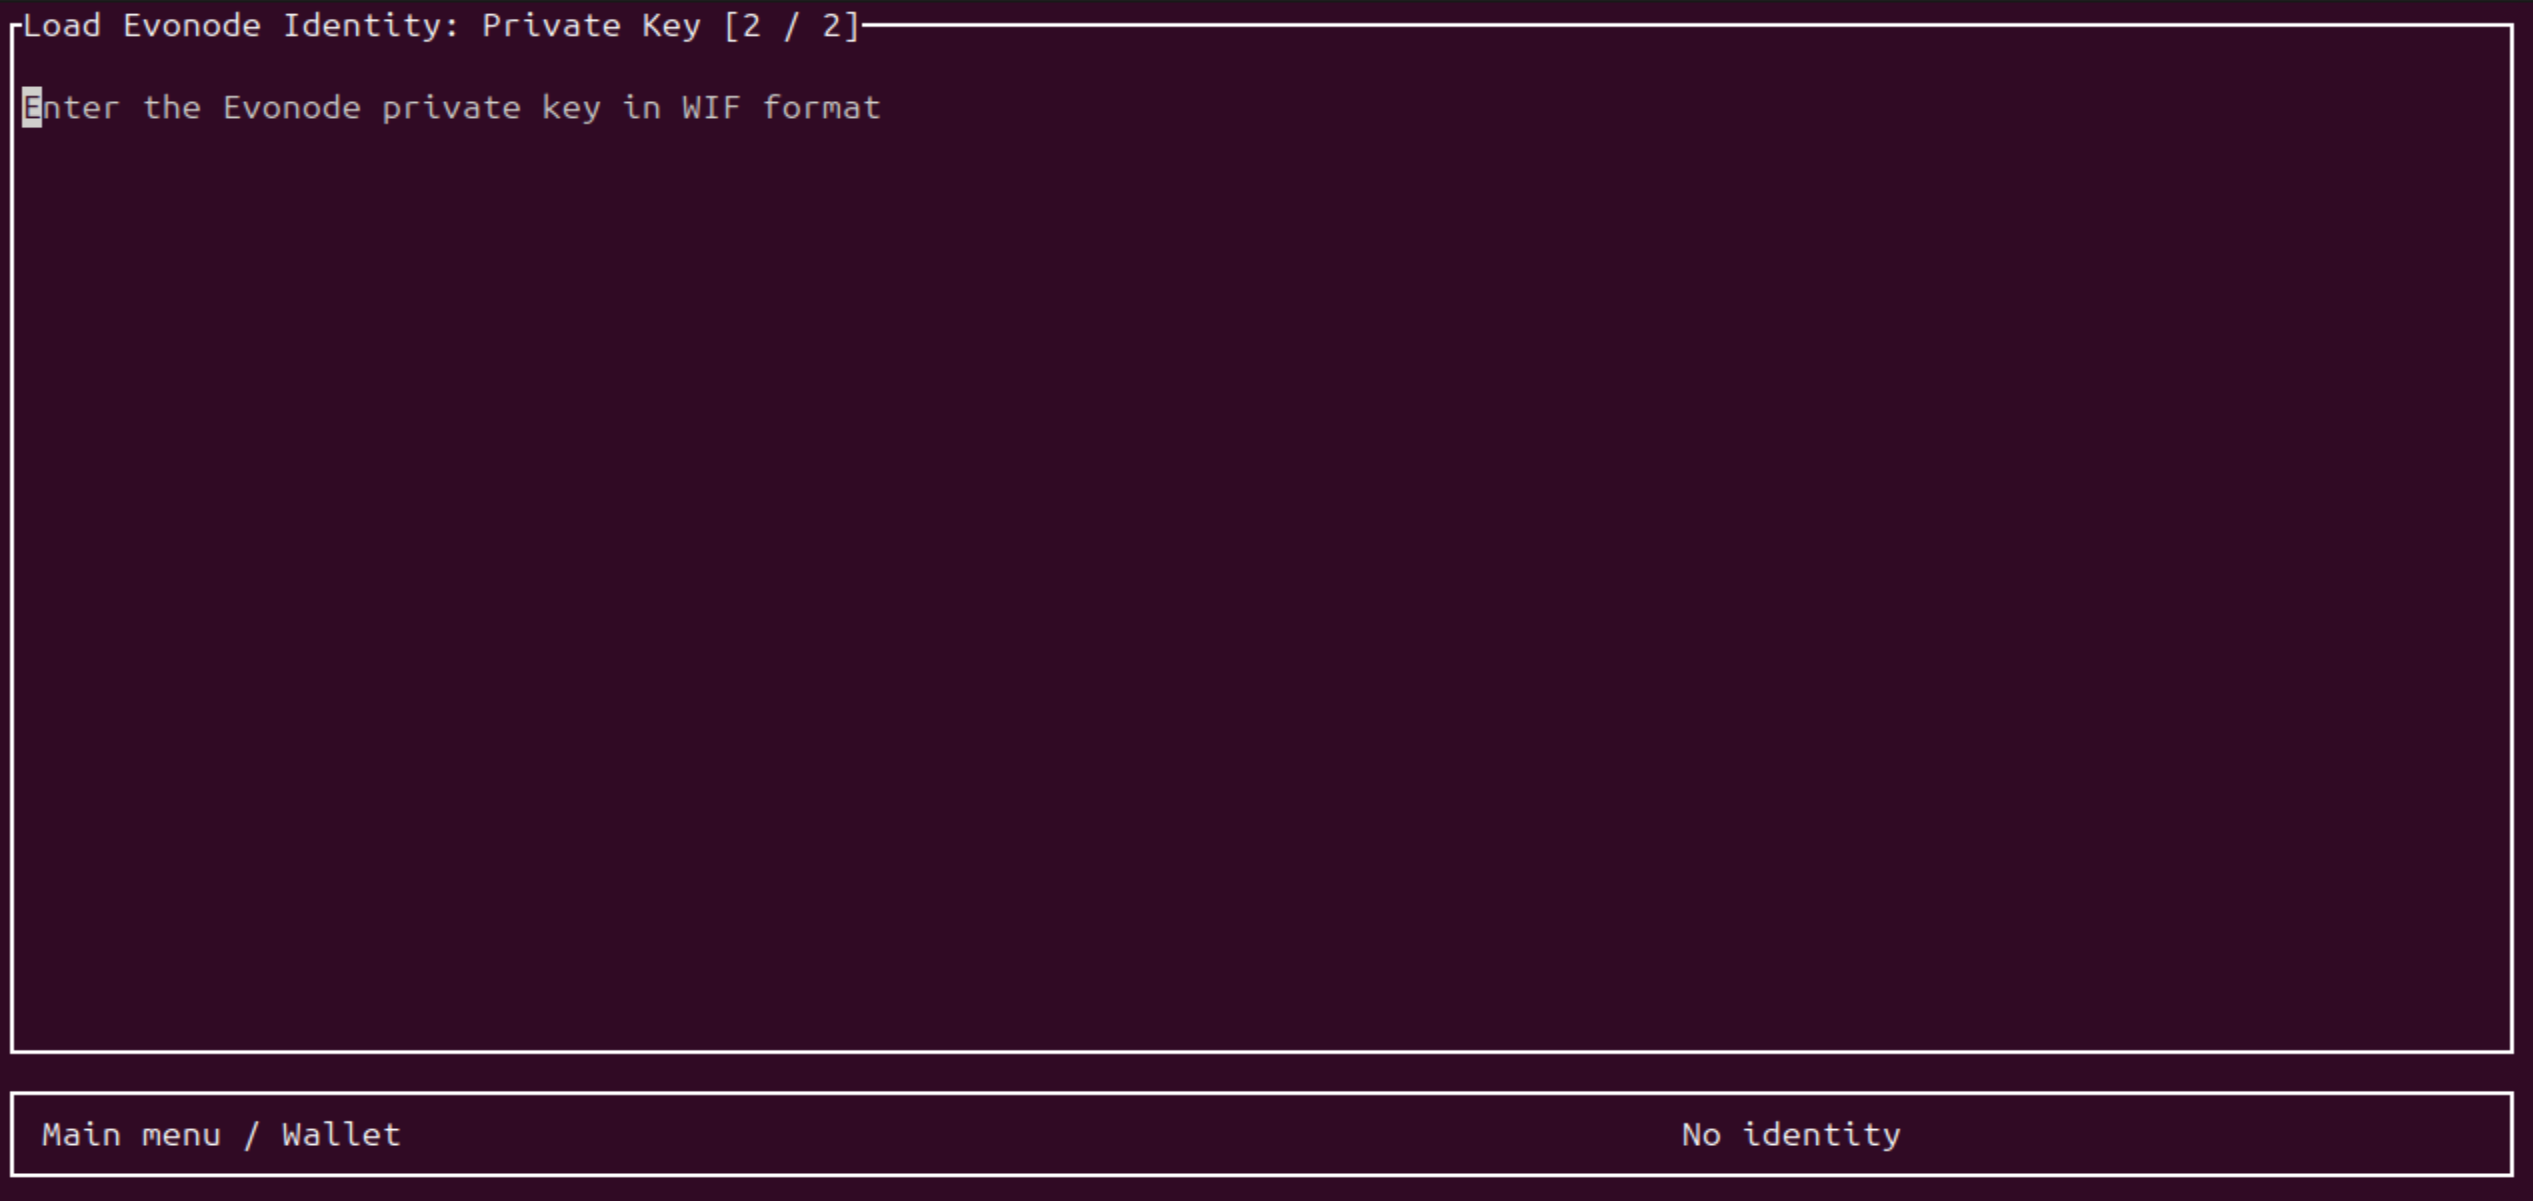 Load Evonode Identity: Private Key [2 / 2]
Enter the Evonode private key in WIF format
Main menu / Wallet
No identity